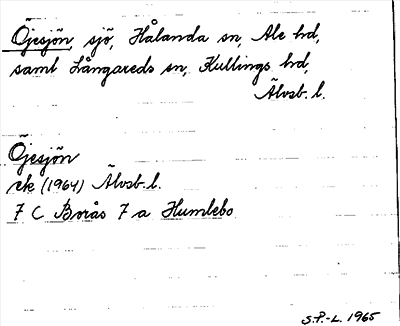 Öjesjön, sjö, Hålanda sn, Ale hd,
saml Långareds sn, Kullings hd,
Älvsb. l.
Öjesjön
ek (1964) Älvsb. l.
7 C Borås 7 a Humlebo
S.P.-L. 1965